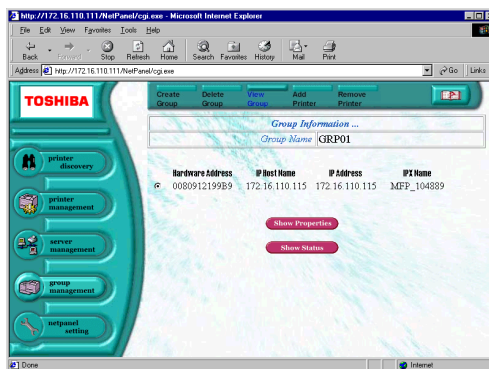 http://172.16.110.111/NetPanel/cgi.exe - Microsoft Internet Explorer
File Edit View Favorites Tools Help
Back Forward Stop Refresh Home Search Favorites History Mail Print
Address http://172.16.110.111/NetPanel/cgi.exe Go Links
TOSHIBA
Create Group
Delete Group
View Group
Add Printer
Remove Printer
Group Information ...
Group Name GRP01
Hardware Address IP Host Name IP Address IPX Name
0080912199B9 172.16.110.115 172.16.110.115 MFP_104889
Show Properties
Show Status
printer discovery
printer management
server management
group management
netpanel setting
Done Internet